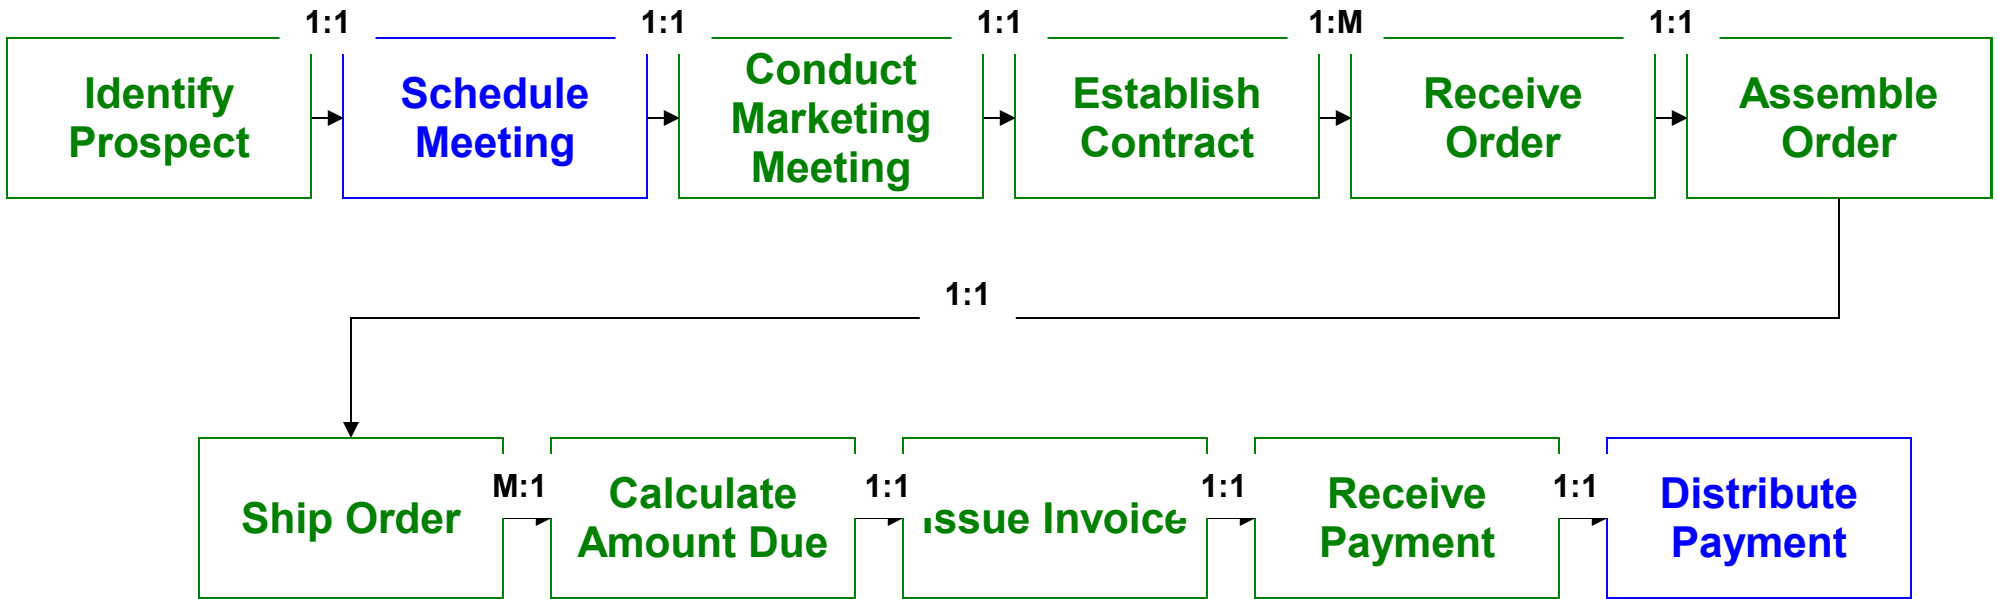 1:1 1:1 1:1 1:M 1:1
Identify
Prospect
Schedule
Meeting
Conduct
Marketing
Meeting
Establish
Contract
Receive
Order
Assemble
Order
1:1
Ship Order
M:1
Calculate
Amount Due
1:1
Issue Invoice
1:1
Receive
Payment
1:1
Distribute
Payment